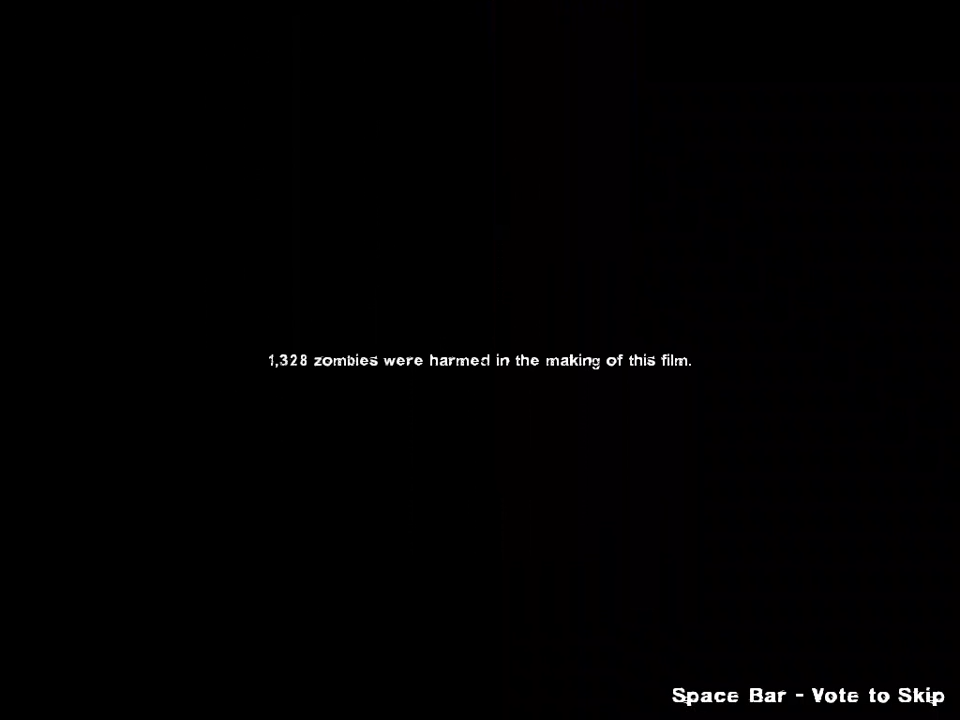 1,328 zombies were harmed in the making of this film.
Space Bar - Vote to Skip